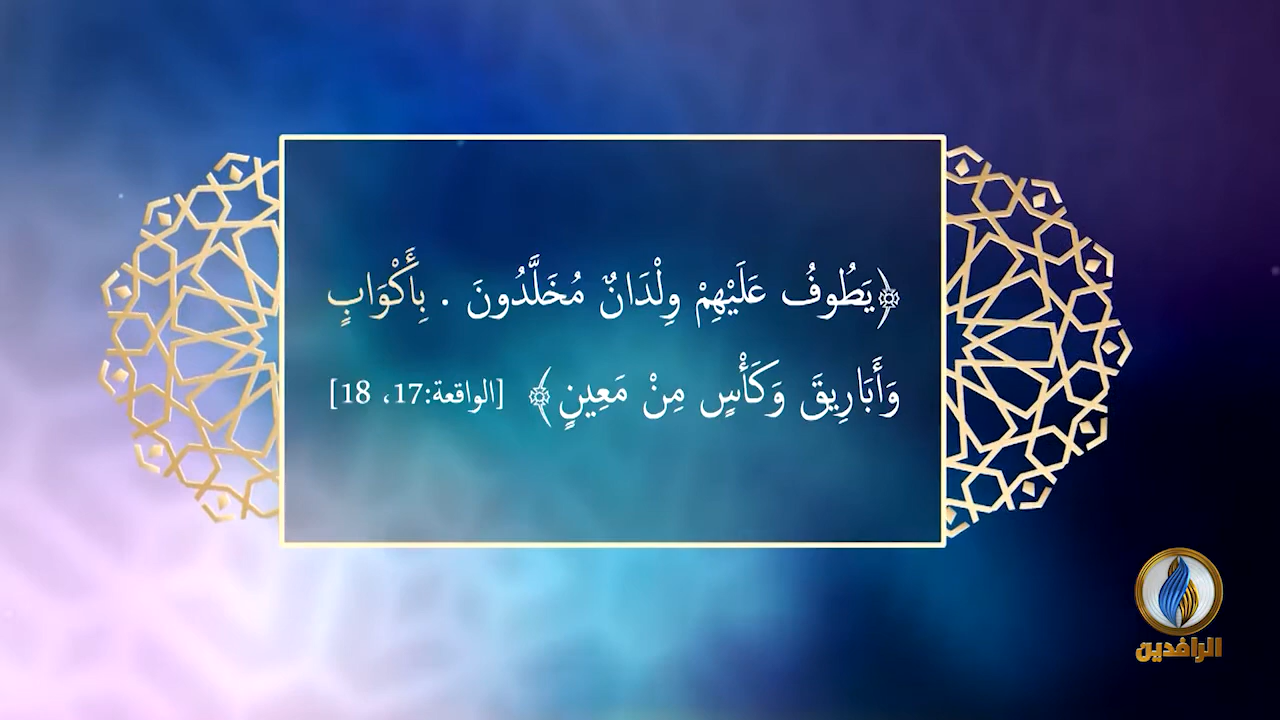 ﴿يَطُوفُ عَلَيْهِمْ وِلْدَانٌ مُخَلَّدُونَ . بِأَكْوَابٍ
وَأَبَارِيقَ وَكَأْسٍ مِنْ مَعِينٍ﴾ [الواقعة:17، 18]
الرافدين